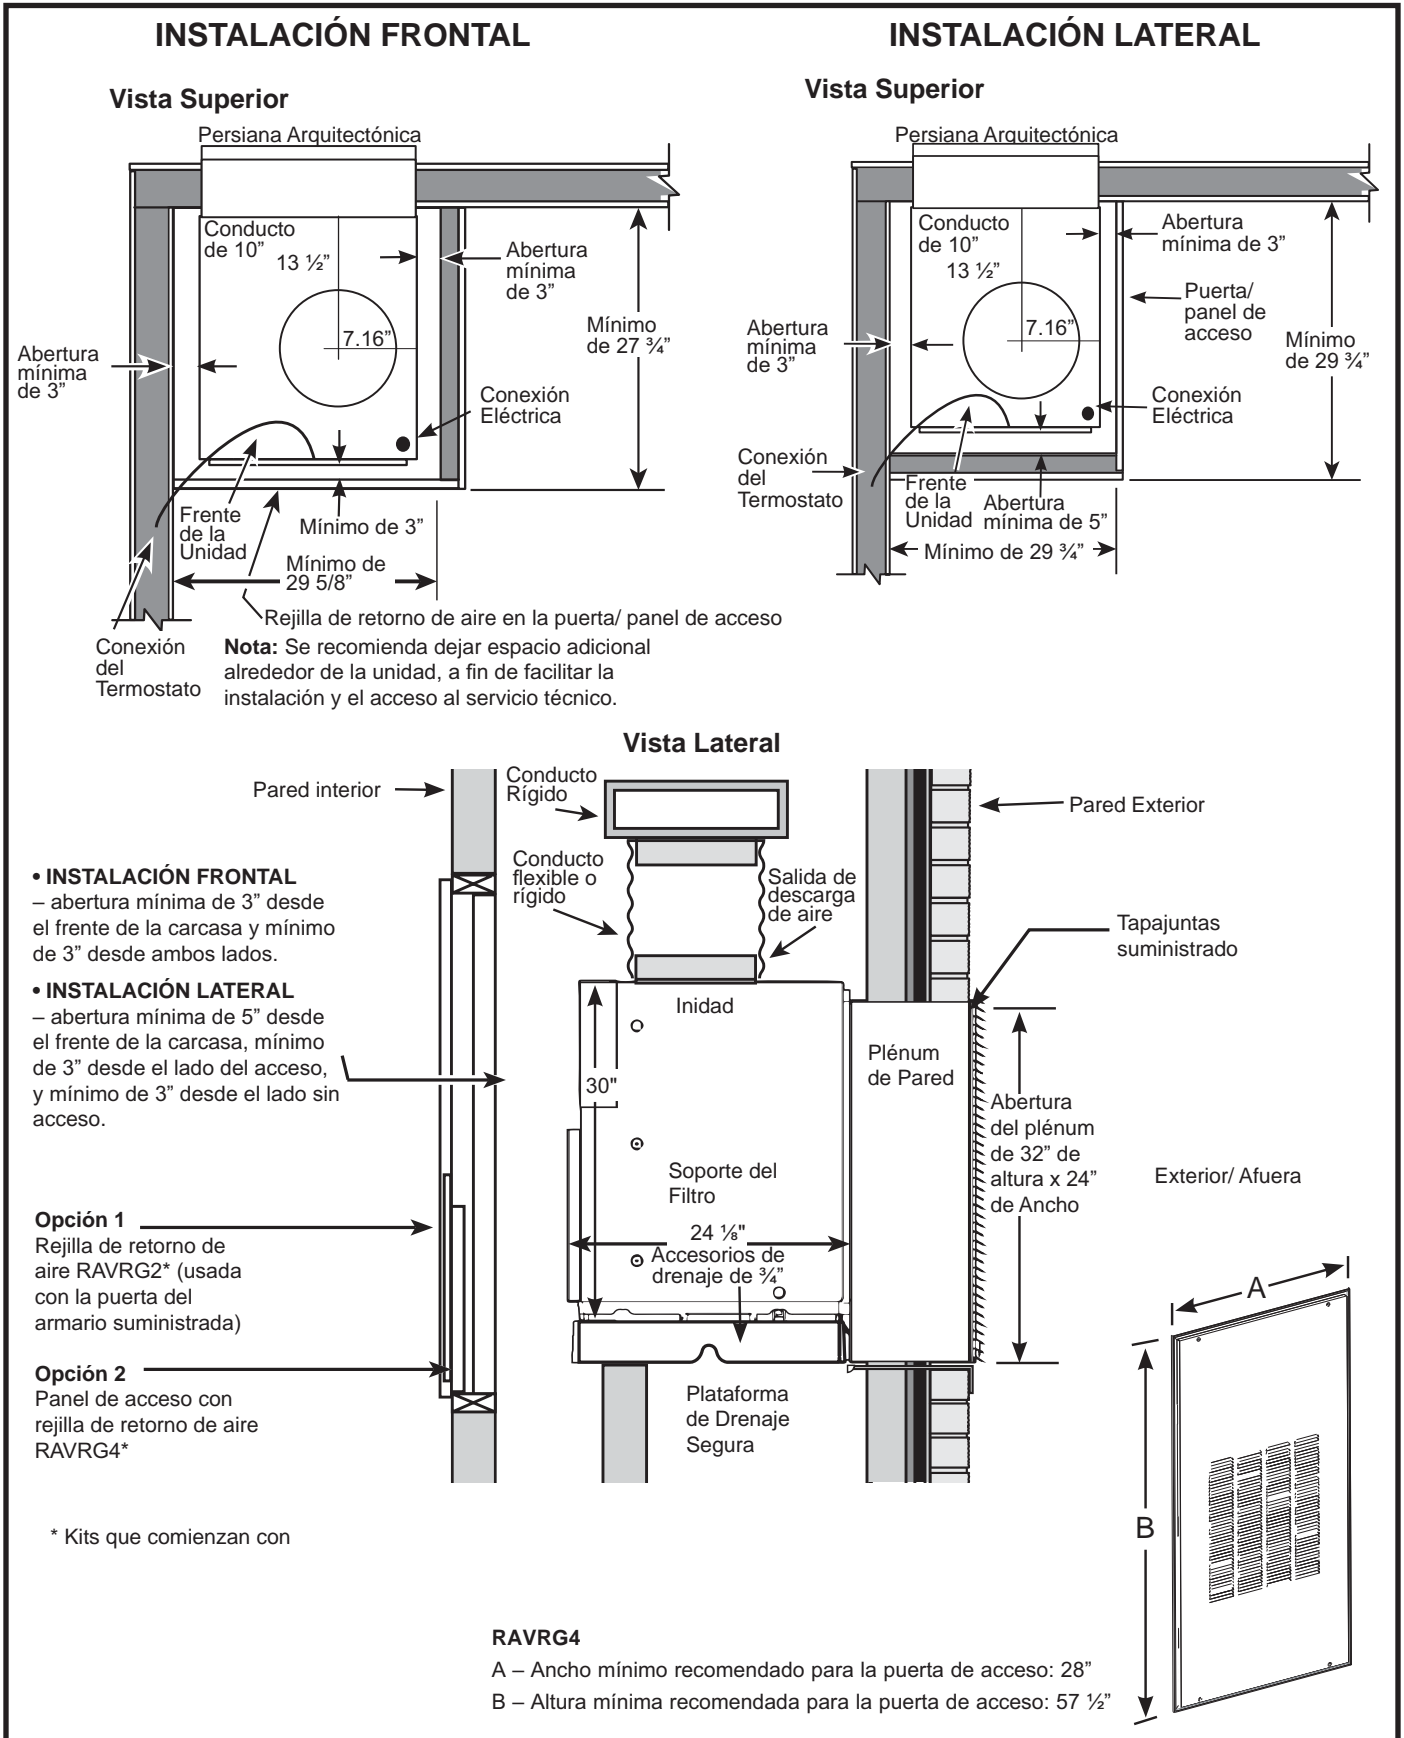 INSTALACIÓN FRONTAL
Vista Superior
Persiana Arquitectónica
Conducto
de 10”
13 ½”
7.16”
Abertura
mínima
de 3”
Abertura
mínima
de 3”
Mínimo
de 27 ¾”
Conexión
Eléctrica
Frente
de la
Unidad
Mínimo de 3”
Mínimo de
29 5/8”
Rejilla de retorno de aire en la puerta/ panel de acceso
Conexión
del
Termostato
Nota: Se recomienda dejar espacio adicional
alrededor de la unidad, a fin de facilitar la
instalación y el acceso al servicio técnico.
INSTALACIÓN LATERAL
Vista Superior
Persiana Arquitectónica
Conducto
de 10”
13 ½”
7.16”
Abertura
mínima de 3”
Puerta/
panel de
acceso
Abertura
mínima
de 3”
Mínimo
de 29 ¾”
Conexión
Eléctrica
Conexión
del
Termostato
Frente
de la
Unidad
Abertura
mínima de 5”
Mínimo de 29 ¾”
Vista Lateral
Pared interior
Conducto
Rígido
Pared Exterior
Conducto
flexible o
rígido
Salida de
descarga
de aire
Tapajuntas
suministrado
• INSTALACIÓN FRONTAL
– abertura mínima de 3” desde
el frente de la carcasa y mínimo
de 3” desde ambos lados.
• INSTALACIÓN LATERAL
– abertura mínima de 5” desde
el frente de la carcasa, mínimo
de 3” desde el lado del acceso,
y mínimo de 3” desde el lado sin
acceso.
Inidad
30"
Plénum
de Pared
Abertura
del plénum
de 32” de
altura x 24”
de Ancho
Soporte del
Filtro
24 ⅛"
Accesorios de
drenaje de ¾”
Exterior/ Afuera
Opción 1
Rejilla de retorno de
aire RAVRG2* (usada
con la puerta del
armario suministrada)
Opción 2
Panel de acceso con
rejilla de retorno de aire
RAVRG4*
Plataforma
de Drenaje
Segura
A
B
* Kits que comienzan con
RAVRG4
A – Ancho mínimo recomendado para la puerta de acceso: 28”
B – Altura mínima recomendada para la puerta de acceso: 57 ½”